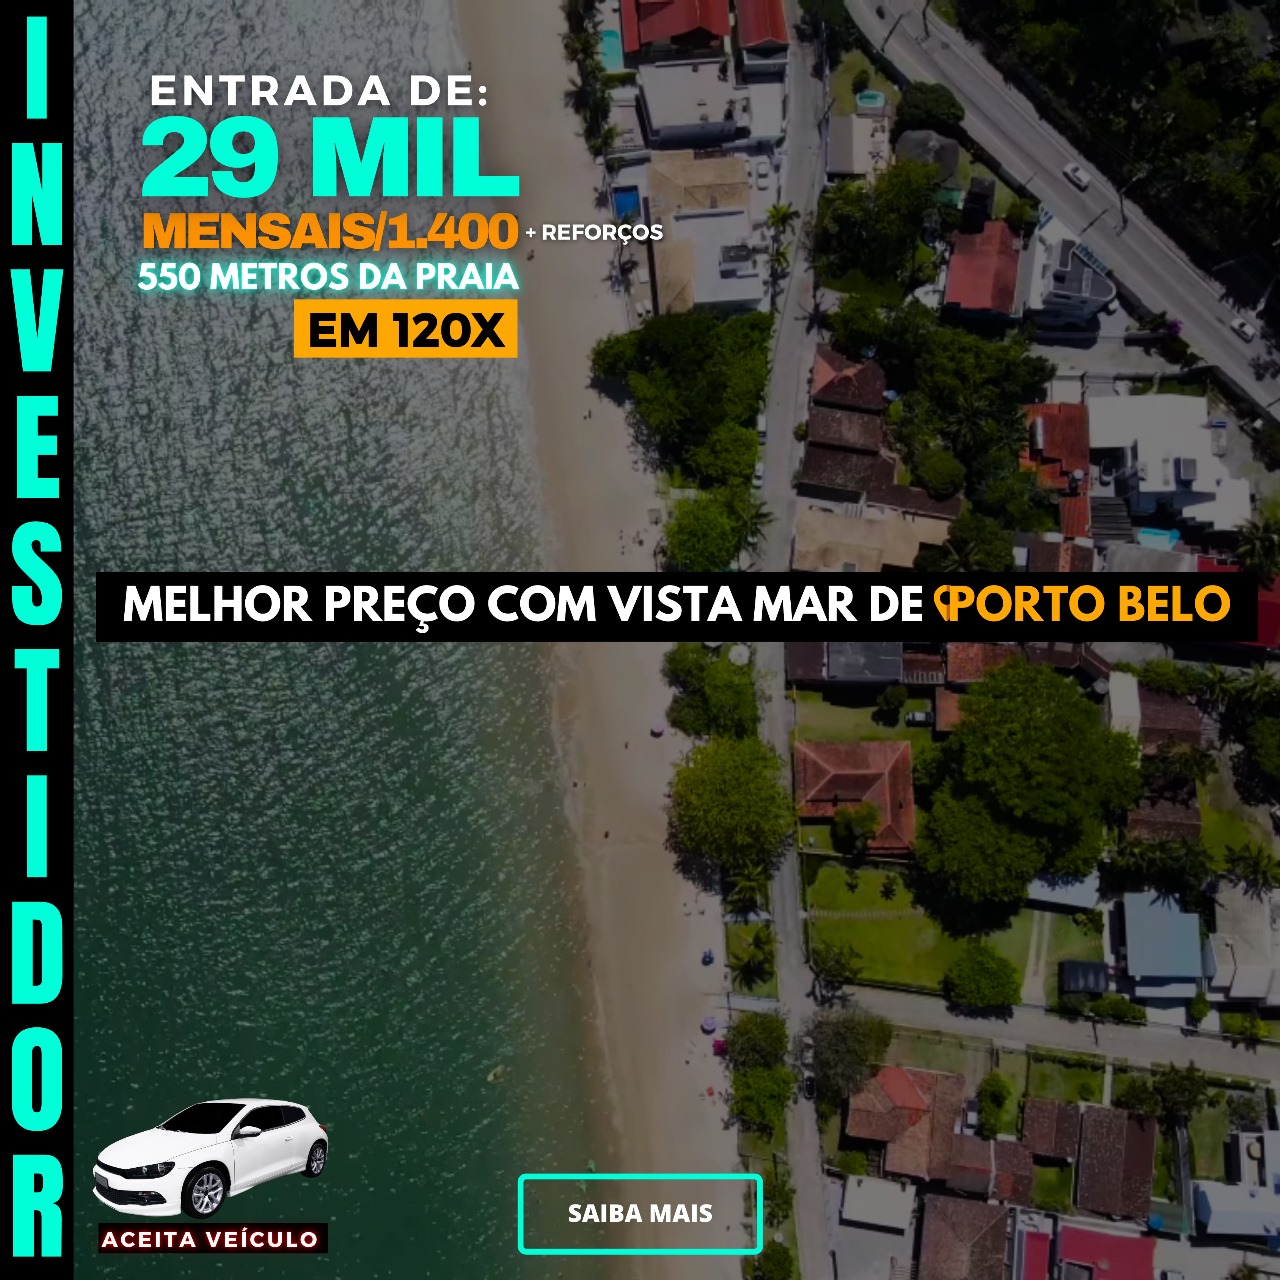 INVESTIDOR
ENTRADA DE:
29 MIL
MENSAIS/1.400 + REFORÇOS
550 METROS DA PRAIA
EM 120X
MELHOR PREÇO COM VISTA MAR DE PORTO BELO
ACEITA VEÍCULO
SAIBA MAIS